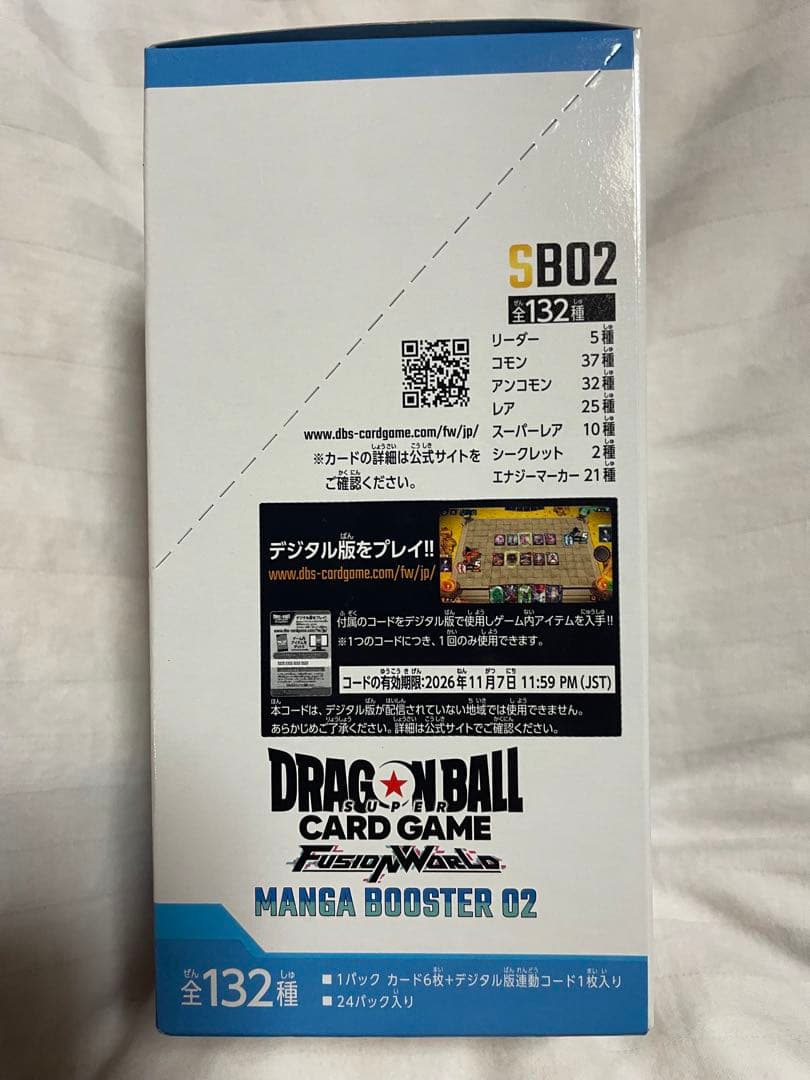 SB02
全132種
リーダー 5種
コモン 37種
アンコモン 32種
レア 25種
スーパーレア 10種
シークレット 2種
エナジーマーカー 21種
www.dbs-cardgame.com/fw/jp/
※カードの詳細は公式サイトを
ご確認ください。
デジタル版をプレイ!!
www.dbs-cardgame.com/fw/jp/
付属のコードをデジタル版で使用しゲーム内アイテムを入手!!
※1つのコードにつき、1回のみ使用できます。
コードの有効期限:2026年11月7日 11:59 PM (JST)
本コードは、デジタル版が配信されていない地域では使用できません。
あらかじめご了承ください。詳細は公式サイトでご確認ください。
DRAGON BALL
SUPER
CARD GAME
FUSION WORLD
MANGA BOOSTER 02
全132種
■ 1パック カード6枚+デジタル版連動コード1枚入り
■ 24パック入り